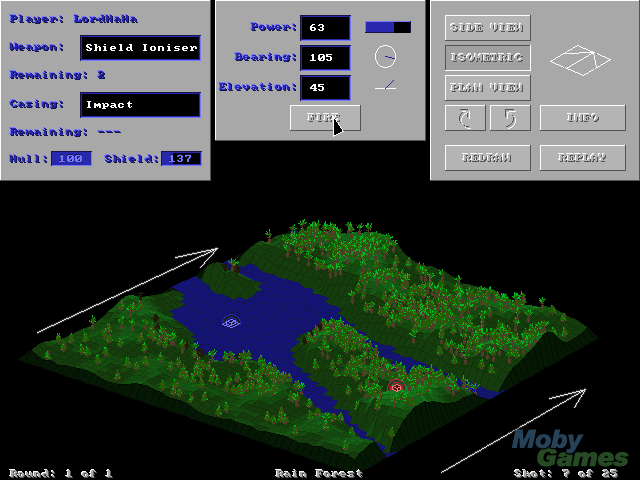 Player: LordHaHa
Weapon: Shield Ioniser
Remaining: 2
Casing: Impact
Remaining: ---
Hull: 100 Shield: 137
Power: 63
Bearing: 105
Elevation: 45
FIRE
SIDE VIEW
ISOMETRIC
PLAN VIEW
INFO
REDRAW
REPLAY
Round: 1 of 1
Rain Forest
Shot: 7 of 25
Moby
Games